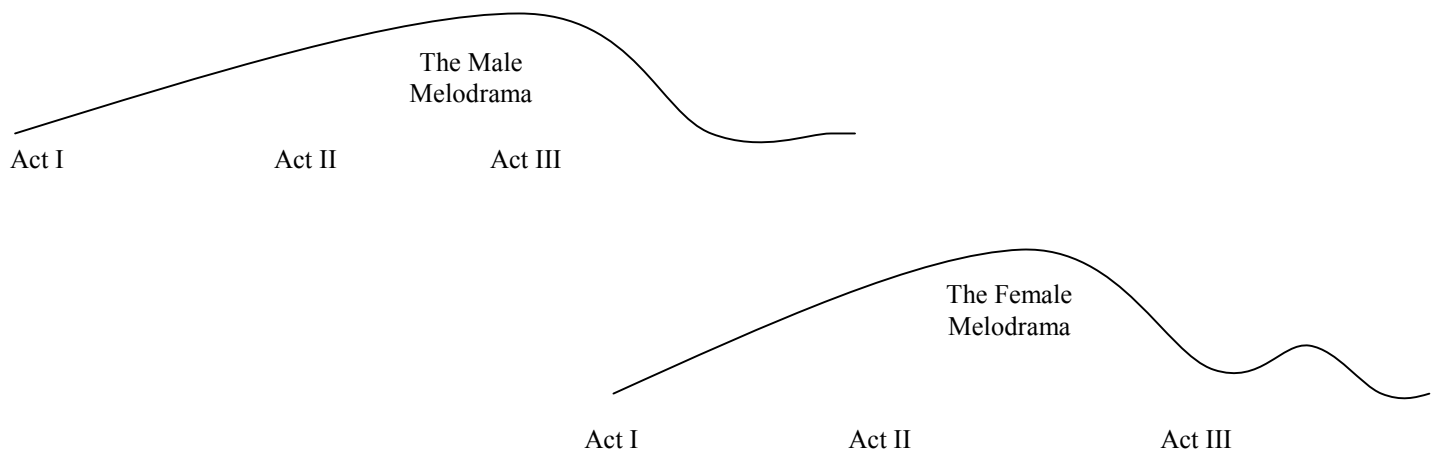 The Male
Melodrama
Act I Act II Act III
The Female
Melodrama
Act I Act II Act III